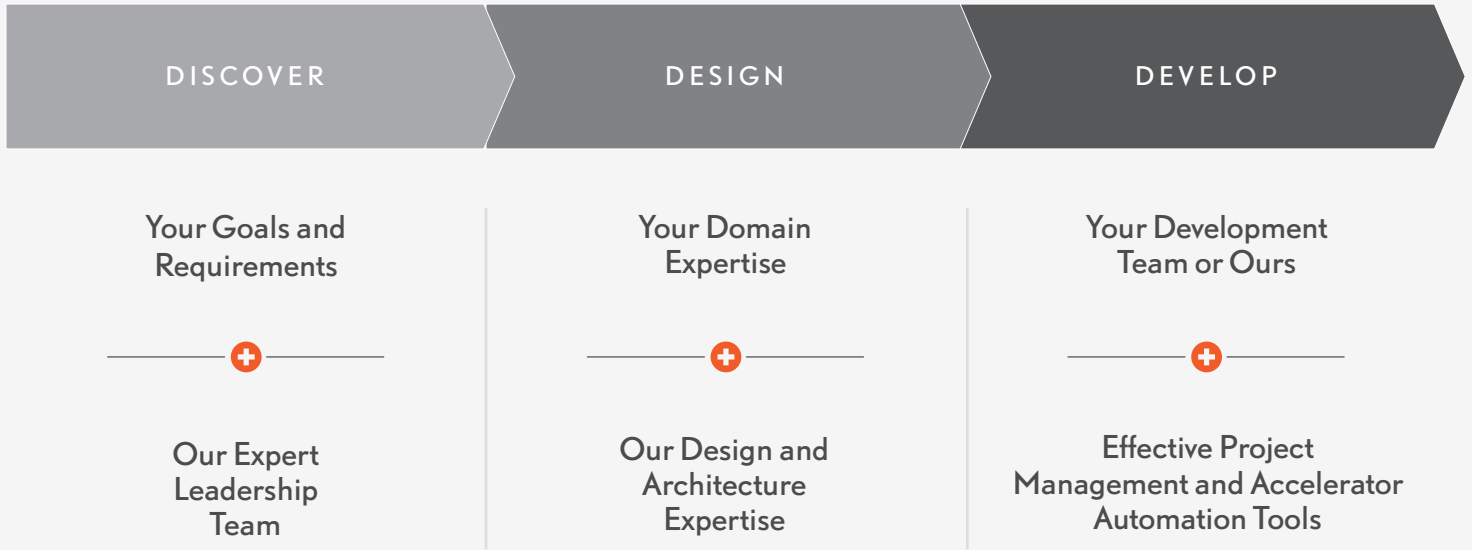 DISCOVER
DESIGN
DEVELOP
Your Goals and
Requirements
Our Expert
Leadership
Team
Your Domain
Expertise
Our Design and
Architecture
Expertise
Your Development
Team or Ours
Effective Project
Management and Accelerator
Automation Tools